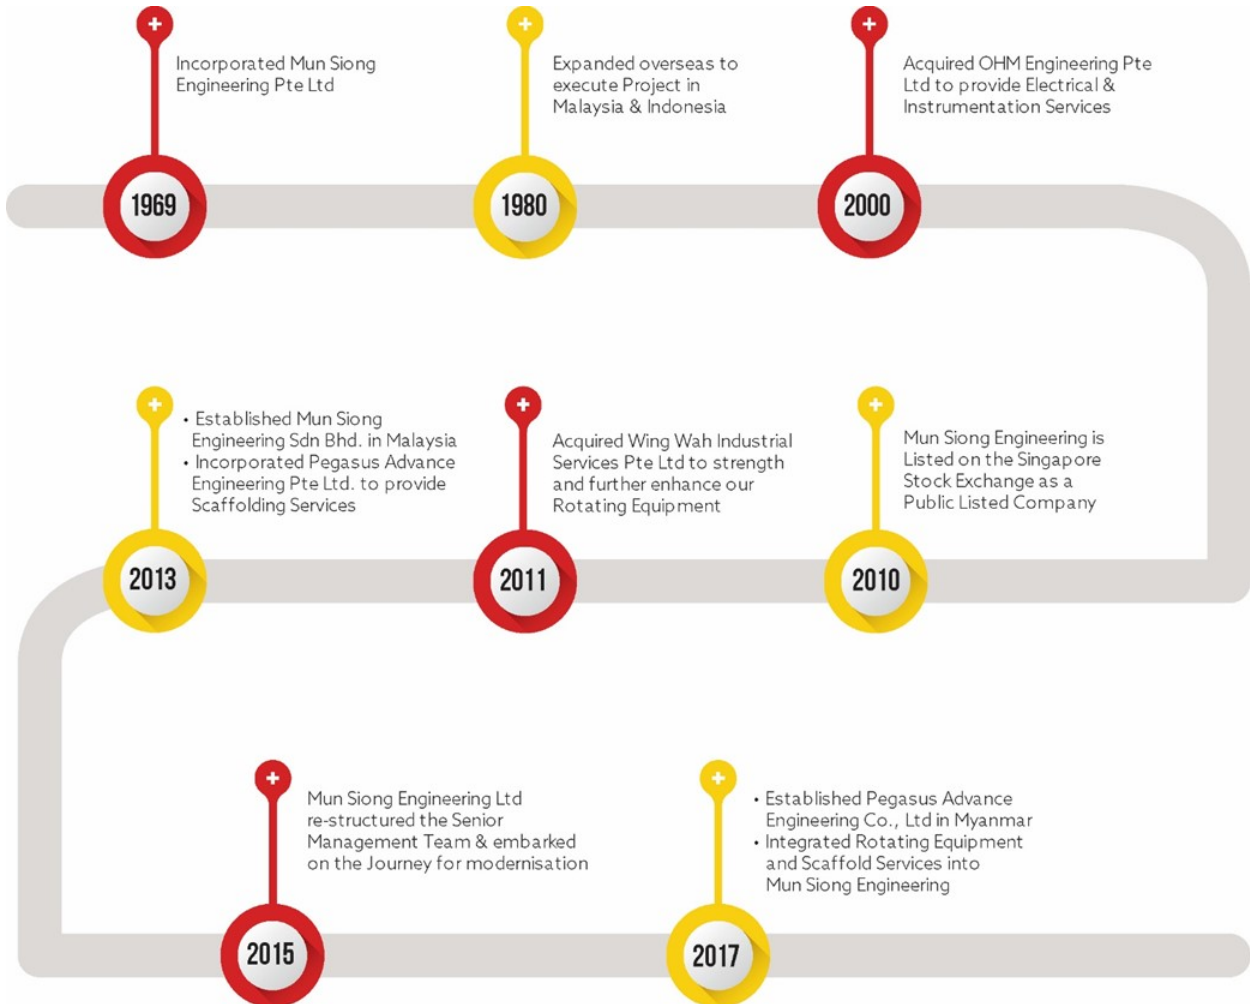 Incorporated Mun Siong
Engineering Pte Ltd
1969
Expanded overseas to
execute Project in
Malaysia & Indonesia
1980
Acquired OHM Engineering Pte
Ltd to provide Electrical &
Instrumentation Services
2000
Mun Siong Engineering is
Listed on the Singapore
Stock Exchange as a
Public Listed Company
2010
Acquired Wing Wah Industrial
Services Pte Ltd to strength
and further enhance our
Rotating Equipment
2011
• Established Mun Siong
Engineering Sdn Bhd. in Malaysia
• Incorporated Pegasus Advance
Engineering Pte Ltd. to provide
Scaffolding Services
2013
Mun Siong Engineering Ltd
re-structured the Senior
Management Team & embarked
on the Journey for modernisation
2015
• Established Pegasus Advance
Engineering Co., Ltd in Myanmar
• Integrated Rotating Equipment
and Scaffold Services into
Mun Siong Engineering
2017